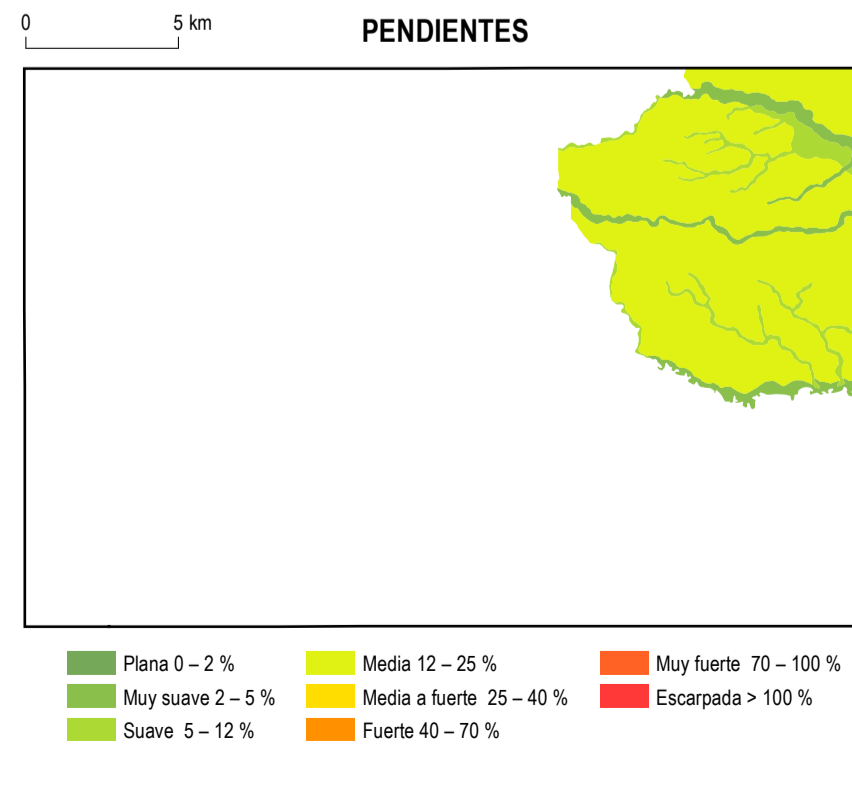 0 5 km
PENDIENTES
Plana 0 – 2 %
Muy suave 2 – 5 %
Suave 5 – 12 %
Media 12 – 25 %
Media a fuerte 25 – 40 %
Fuerte 40 – 70 %
Muy fuerte 70 – 100 %
Escarpada > 100 %